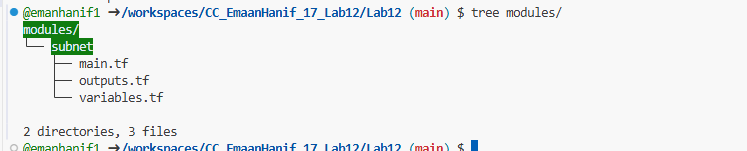 @emanhanif1 ➜/workspaces/CC_EmaanHanif_17_Lab12/Lab12 (main) $ tree modules/
modules/
└── subnet
    ├── main.tf
    ├── outputs.tf
    └── variables.tf

2 directories, 3 files
@emanhanif1 ➜/workspaces/CC_EmaanHanif_17_Lab12/Lab12 (main) $